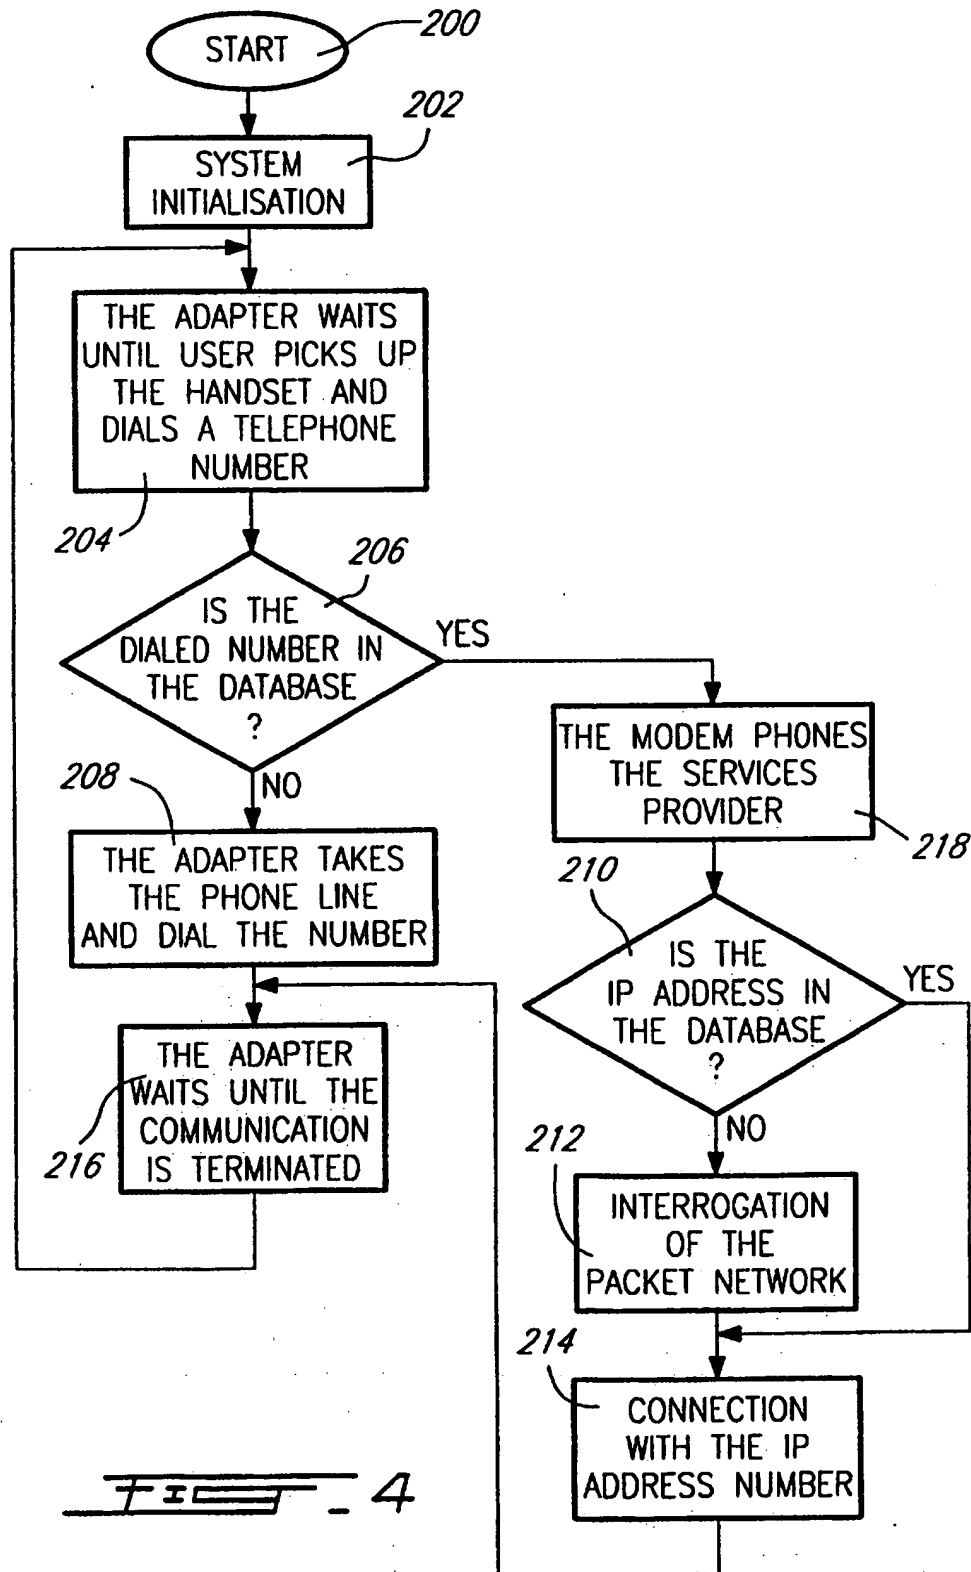 START
200
202
SYSTEM
INITIALISATION
THE ADAPTER WAITS
UNTIL USER PICKS UP
THE HANDSET AND
DIALS A TELEPHONE
NUMBER
204
206
IS THE
DIALED NUMBER IN
THE DATABASE
?
YES
NO
208
THE ADAPTER TAKES
THE PHONE LINE
AND DIAL THE NUMBER
THE MODEM PHONES
THE SERVICES
PROVIDER
218
210
IS THE
IP ADDRESS IN
THE DATABASE
?
YES
NO
THE ADAPTER
WAITS UNTIL THE
COMMUNICATION
IS TERMINATED
216
212
INTERROGATION
OF THE
PACKET NETWORK
214
CONNECTION
WITH THE IP
ADDRESS NUMBER
FIG_4